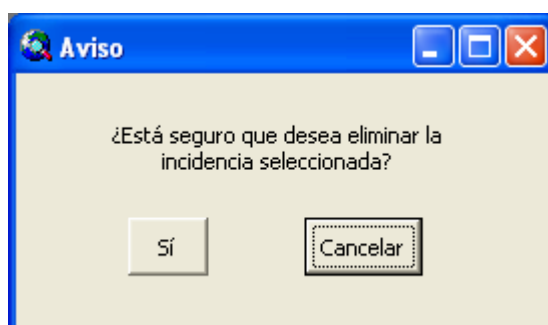 Aviso
¿Está seguro que desea eliminar la
incidencia seleccionada?
Sí
Cancelar